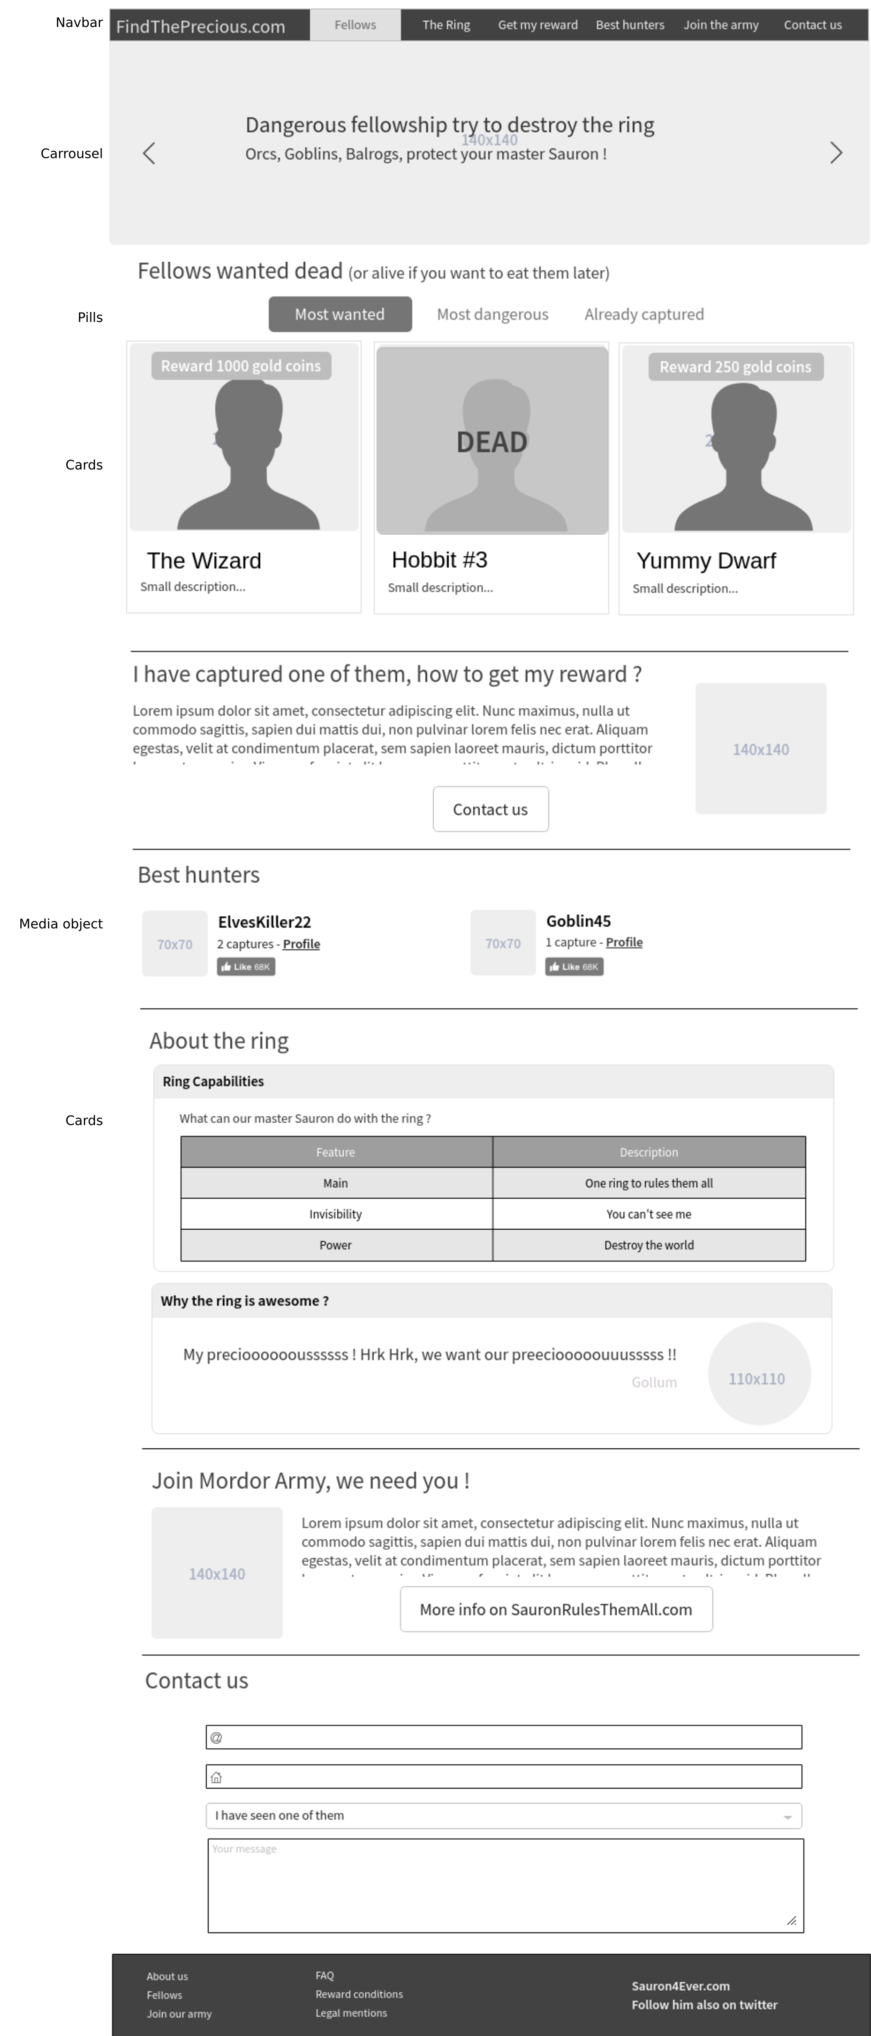 Navbar
FindThePrecious.com
Fellows
The Ring
Get my reward
Best hunters
Join the army
Contact us
Carrousel
Dangerous fellowship try to destroy the ring
140x140
Orcs, Goblins, Balrogs, protect your master Sauron !
Fellows wanted dead (or alive if you want to eat them later)
Pills
Most wanted
Most dangerous
Already captured
Cards
Reward 1000 gold coins
The Wizard
Small description...
DEAD
Hobbit #3
Small description...
Reward 250 gold coins
2
Yummy Dwarf
Small description...
I have captured one of them, how to get my reward ?
Lorem ipsum dolor sit amet, consectetur adipiscing elit. Nunc maximus, nulla ut
commodo sagittis, sapien dui mattis dui, non pulvinar lorem felis nec erat. Aliquam
egestas, velit at condimentum placerat, sem sapien laoreet mauris, dictum porttitor
140x140
Contact us
Best hunters
Media object
70x70
ElvesKiller22
2 captures - Profile
Like 68K
70x70
Goblin45
1 capture - Profile
Like 68K
About the ring
Ring Capabilities
Cards
What can our master Sauron do with the ring ?
Feature
Description
Main
One ring to rules them all
Invisibility
You can't see me
Power
Destroy the world
Why the ring is awesome ?
My preciooooooussssss ! Hrk Hrk, we want our preeciooooouuusssss !!
Gollum
110x110
Join Mordor Army, we need you !
140x140
Lorem ipsum dolor sit amet, consectetur adipiscing elit. Nunc maximus, nulla ut
commodo sagittis, sapien dui mattis dui, non pulvinar lorem felis nec erat. Aliquam
egestas, velit at condimentum placerat, sem sapien laoreet mauris, dictum porttitor
More info on SauronRulesThemAll.com
Contact us
@
I have seen one of them
Your message
About us
Fellows
Join our army
FAQ
Reward conditions
Legal mentions
Sauron4Ever.com
Follow him also on twitter